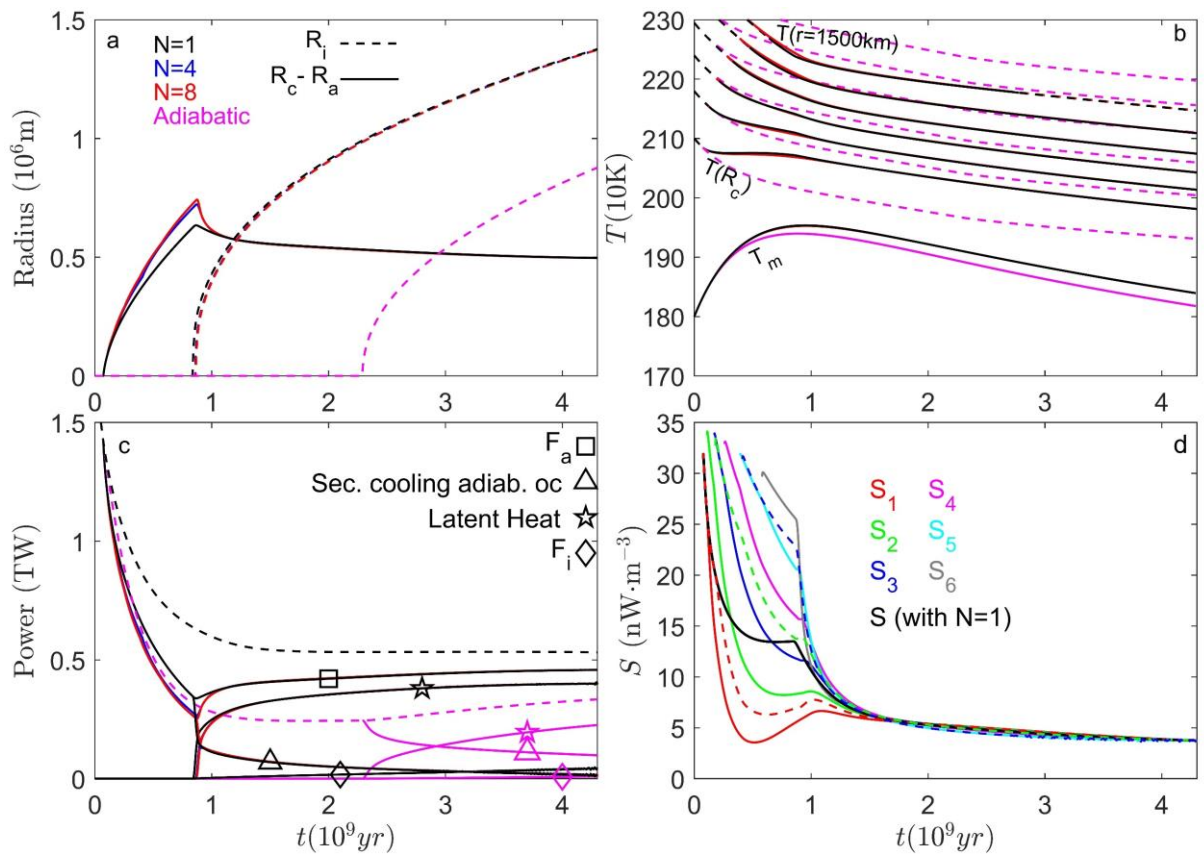 a
N=1
N=4
N=8
Adiabatic
R_i
R_c - R_a
Radius (10^6m)
1.5
1
0.5
0
0 1 2 3 4
b
T(r=1500km)
T(R_c)
T_m
T(10K)
230
220
210
200
190
180
170
0 1 2 3 4
c
F_a
Sec. cooling adiab. oc
Latent Heat
F_i
Power (TW)
1.5
1
0.5
0
0 1 2 3 4
t(10^9yr)
d
S_1 S_4
S_2 S_5
S_3 S_6
S (with N=1)
S (nW·m^−3)
35
30
25
20
15
10
5
0
0 1 2 3 4
t(10^9yr)